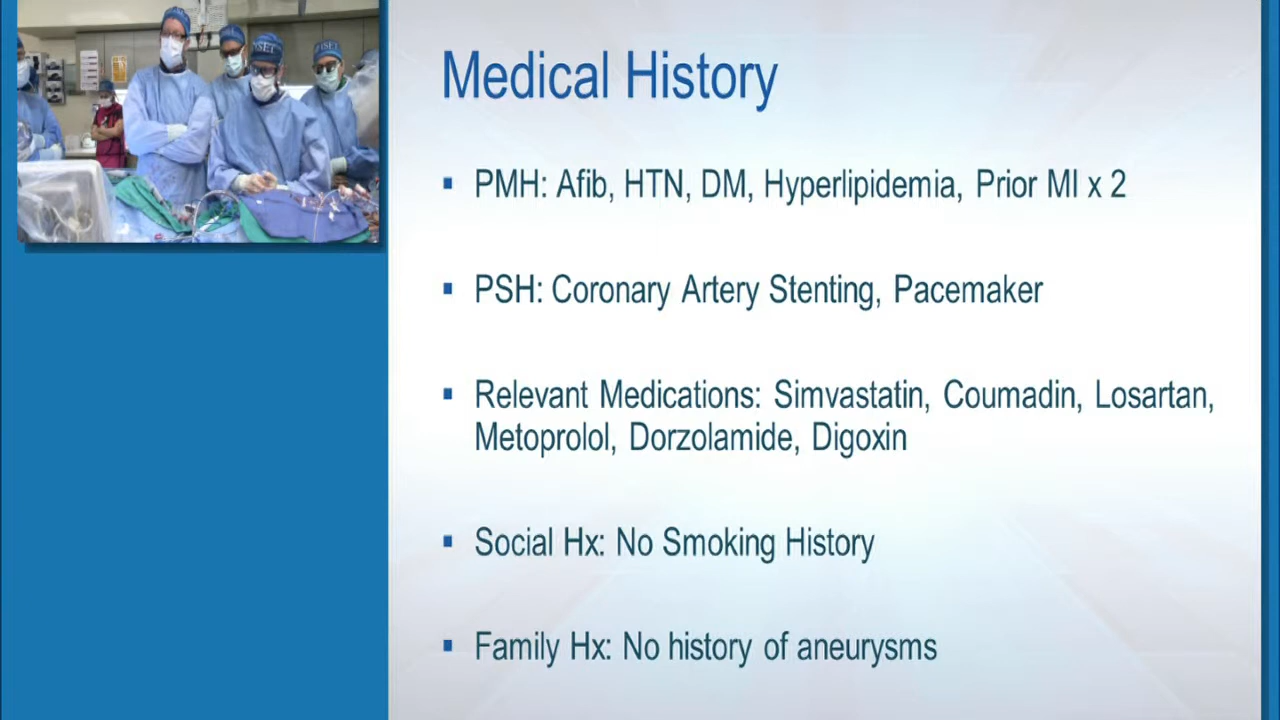 Medical History
▪ PMH: Afib, HTN, DM, Hyperlipidemia, Prior MI x 2
▪ PSH: Coronary Artery Stenting, Pacemaker
▪ Relevant Medications: Simvastatin, Coumadin, Losartan,
Metoprolol, Dorzolamide, Digoxin
▪ Social Hx: No Smoking History
▪ Family Hx: No history of aneurysms